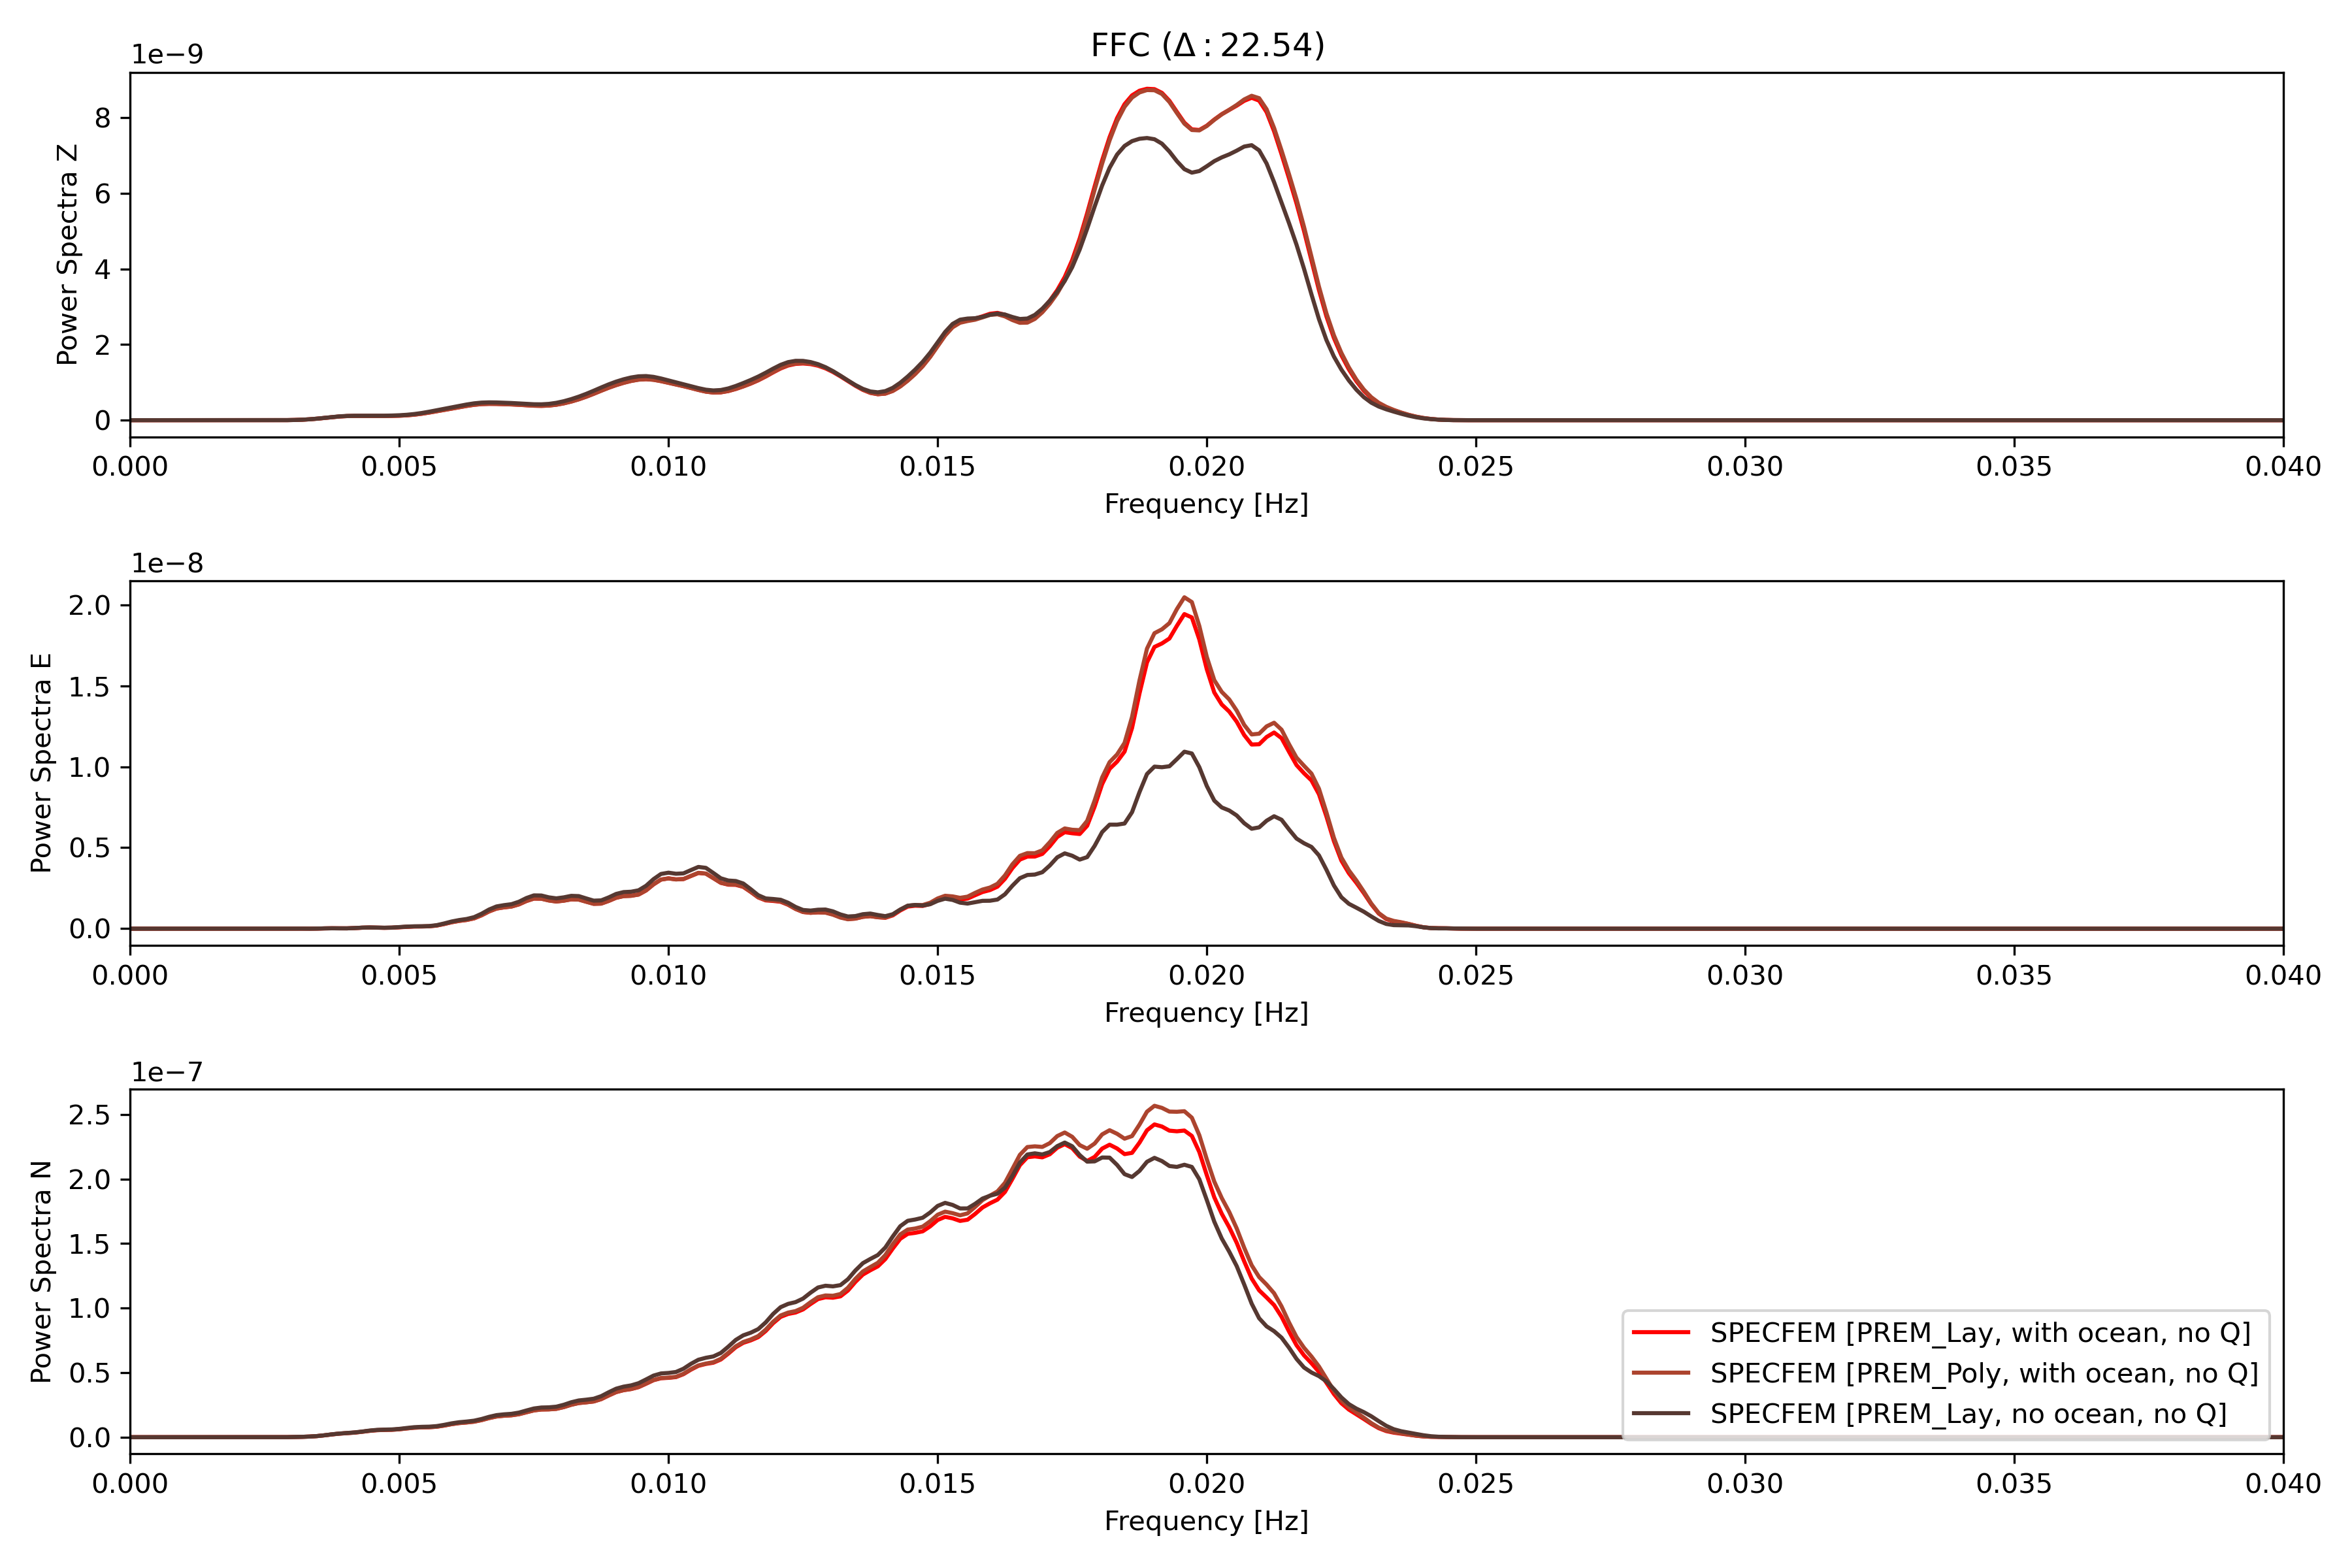 FFC (Δ : 22.54)
1e−9
Power Spectra Z
8
6
4
2
0
0.000 0.005 0.010 0.015 0.020 0.025 0.030 0.035 0.040
Frequency [Hz]
1e−8
Power Spectra E
2.0
1.5
1.0
0.5
0.0
0.000 0.005 0.010 0.015 0.020 0.025 0.030 0.035 0.040
Frequency [Hz]
1e−7
Power Spectra N
2.5
2.0
1.5
1.0
0.5
0.0
SPECFEM [PREM_Lay, with ocean, no Q]
SPECFEM [PREM_Poly, with ocean, no Q]
SPECFEM [PREM_Lay, no ocean, no Q]
0.000 0.005 0.010 0.015 0.020 0.025 0.030 0.035 0.040
Frequency [Hz]